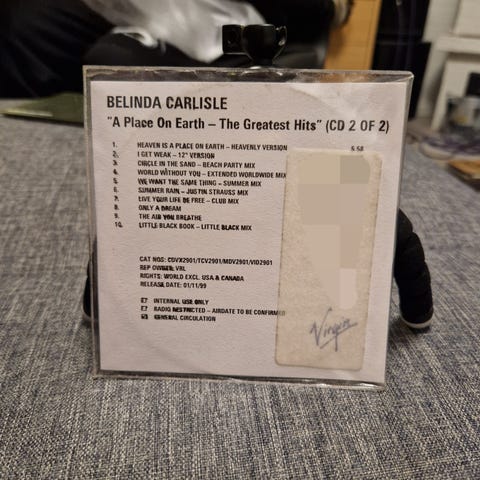 BELINDA CARLISLE
"A Place On Earth – The Greatest Hits" (CD 2 OF 2)
1. HEAVEN IS A PLACE ON EARTH – HEAVENLY VERSION 5.58
2. I GET WEAK – 12" VERSION
3. CIRCLE IN THE SAND – BEACH PARTY MIX
4. WORLD WITHOUT YOU – EXTENDED WORLDWIDE MIX
5. WE WANT THE SAME THING – SUMMER MIX
6. SUMMER RAIN – JUSTIN STRAUSS MIX
7. LIVE YOUR LIFE BE FREE – CLUB MIX
8. ONLY A DREAM
9. THE AIR YOU BREATHE
10. LITTLE BLACK BOOK – LITTLE BLACK MIX
CAT NOS: CDVX2901/TCV2901/MDV2901/VID2901
REP OWNER: VRL
RIGHTS: WORLD EXCL. USA & CANADA
RELEASE DATE: 01/11/99
INTERNAL USE ONLY
RADIO RESTRICTED – AIRDATE TO BE CONFIRMED
GENERAL CIRCULATION
Virgin